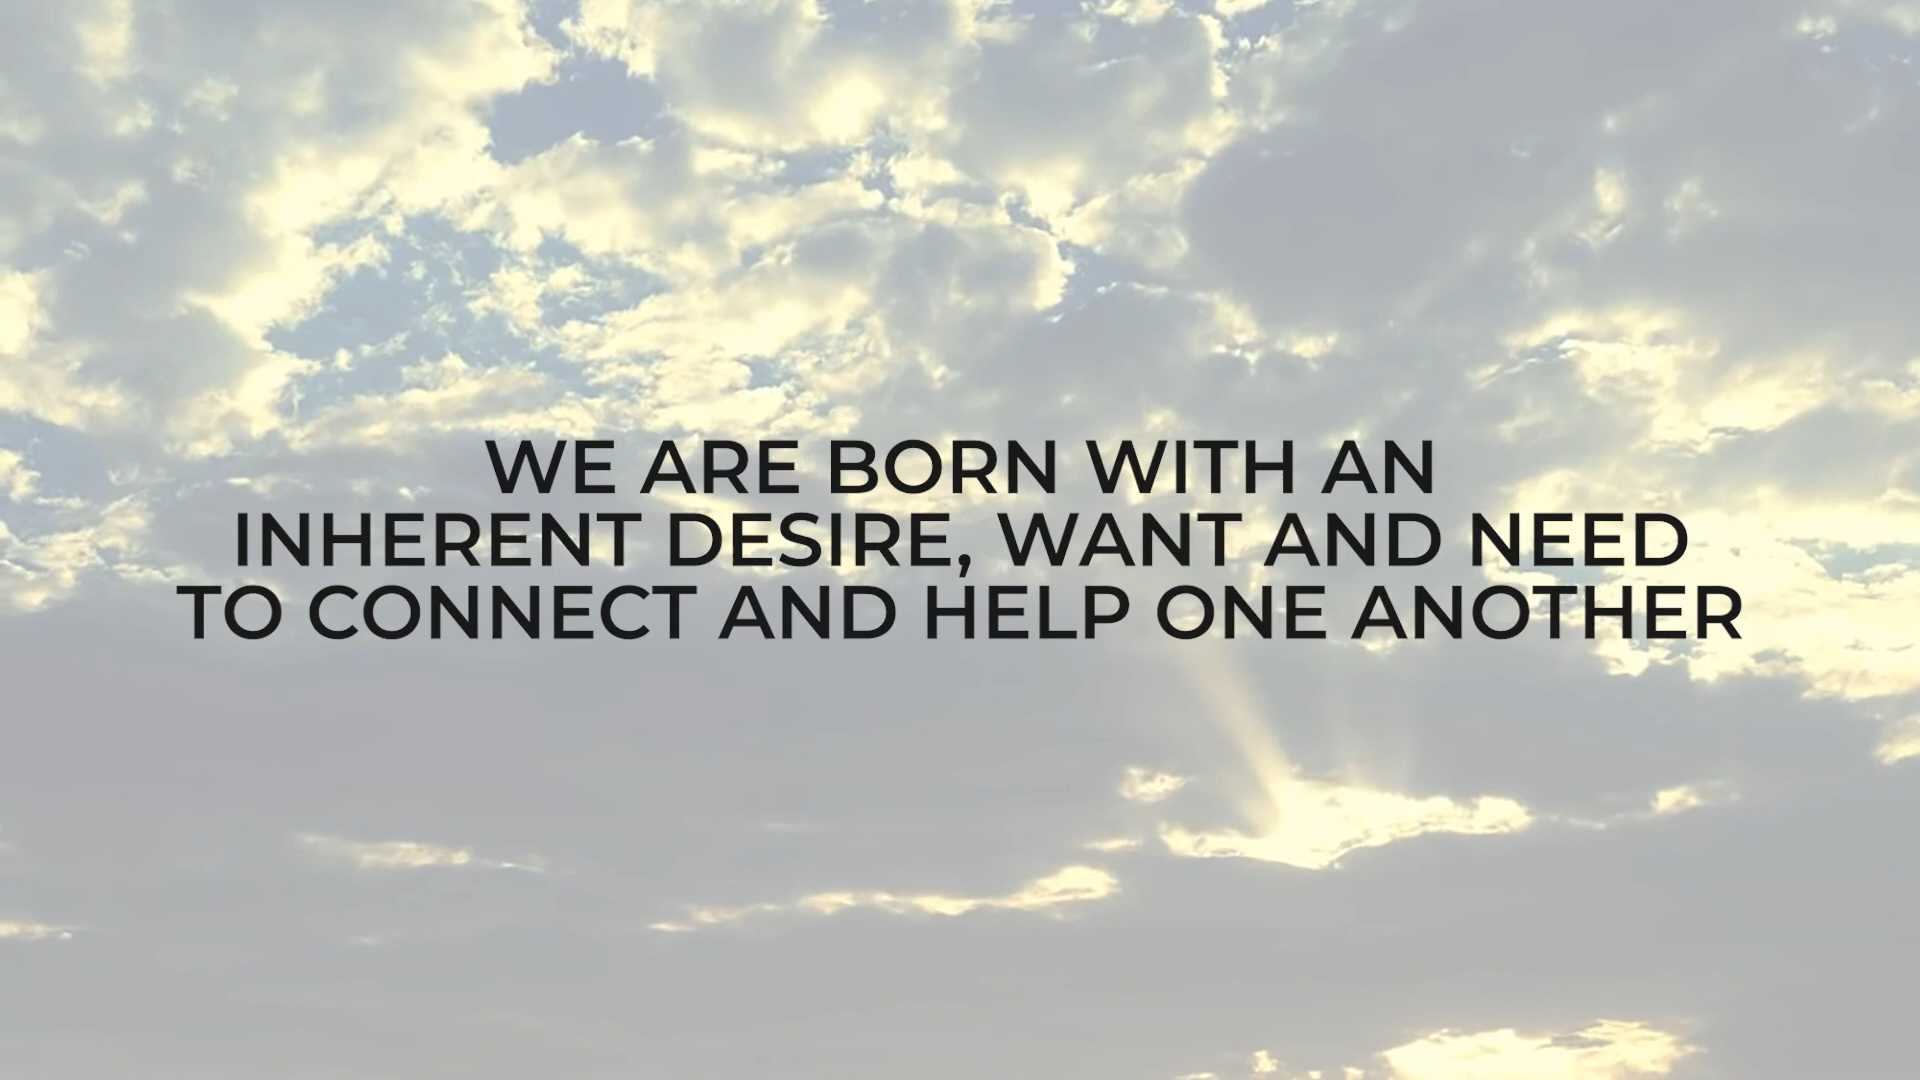 WE ARE BORN WITH AN
INHERENT DESIRE, WANT AND NEED
TO CONNECT AND HELP ONE ANOTHER